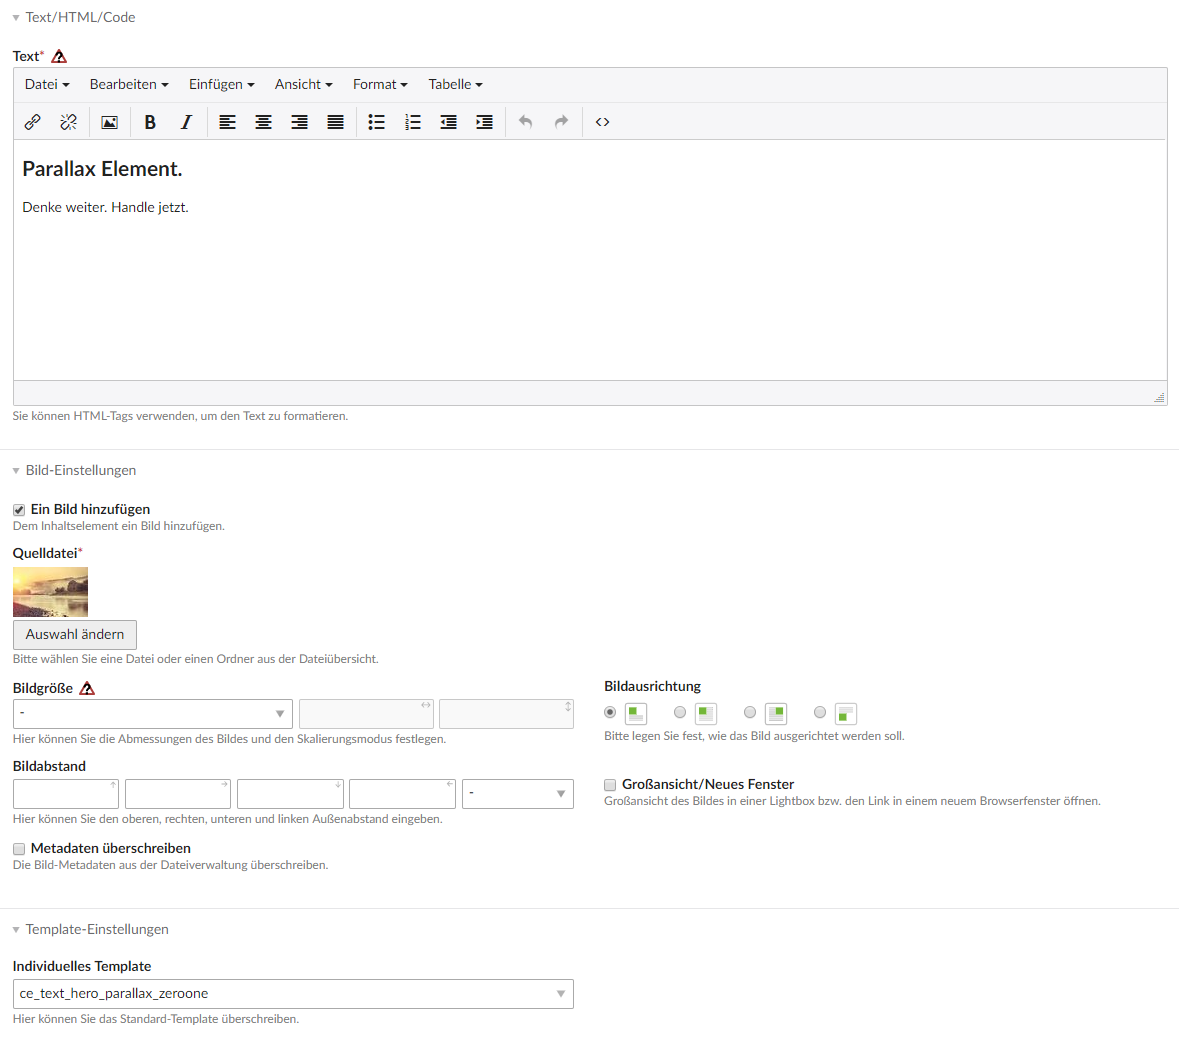 Text/HTML/Code
Text*
Datei Bearbeiten Einfügen Ansicht Format Tabelle
B I
Parallax Element.
Denke weiter. Handle jetzt.
Sie können HTML-Tags verwenden, um den Text zu formatieren.
Bild-Einstellungen
Ein Bild hinzufügen
Dem Inhaltselement ein Bild hinzufügen.
Quelldatei*
Auswahl ändern
Bitte wählen Sie eine Datei oder einen Ordner aus der Dateiübersicht.
Bildgröße
-
Hier können Sie die Abmessungen des Bildes und den Skalierungsmodus festlegen.
Bildausrichtung
Bitte legen Sie fest, wie das Bild ausgerichtet werden soll.
Bildabstand
-
Hier können Sie den oberen, rechten, unteren und linken Außenabstand eingeben.
Großansicht/Neues Fenster
Großansicht des Bildes in einer Lightbox bzw. den Link in einem neuem Browserfenster öffnen.
Metadaten überschreiben
Die Bild-Metadaten aus der Dateiverwaltung überschreiben.
Template-Einstellungen
Individuelles Template
ce_text_hero_parallax_zeroone
Hier können Sie das Standard-Template überschreiben.